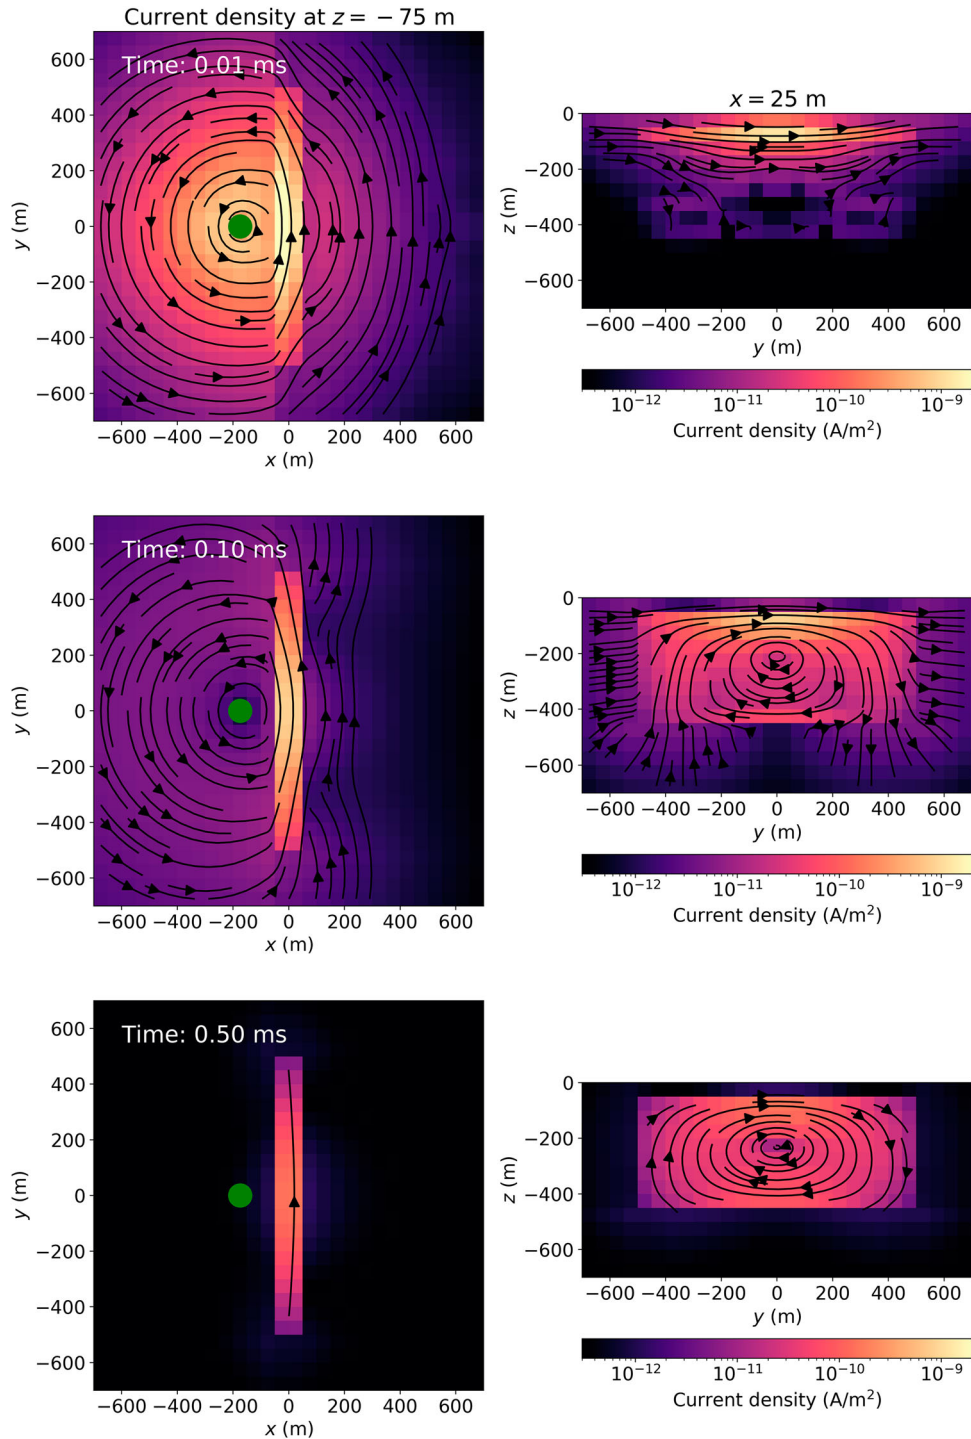 Current density at z = − 75 m
Time: 0.01 ms
600
400
200
0
−200
−400
−600
y (m)
−600 −400 −200 0 200 400 600
x (m)
x = 25 m
0
−200
−400
−600
z (m)
−600 −400 −200 0 200 400 600
y (m)
10⁻¹² 10⁻¹¹ 10⁻¹⁰ 10⁻⁹
Current density (A/m²)
Time: 0.10 ms
600
400
200
0
−200
−400
−600
y (m)
−600 −400 −200 0 200 400 600
x (m)
0
−200
−400
−600
z (m)
−600 −400 −200 0 200 400 600
y (m)
10⁻¹² 10⁻¹¹ 10⁻¹⁰ 10⁻⁹
Current density (A/m²)
Time: 0.50 ms
600
400
200
0
−200
−400
−600
y (m)
−600 −400 −200 0 200 400 600
x (m)
0
−200
−400
−600
z (m)
−600 −400 −200 0 200 400 600
y (m)
10⁻¹² 10⁻¹¹ 10⁻¹⁰ 10⁻⁹
Current density (A/m²)